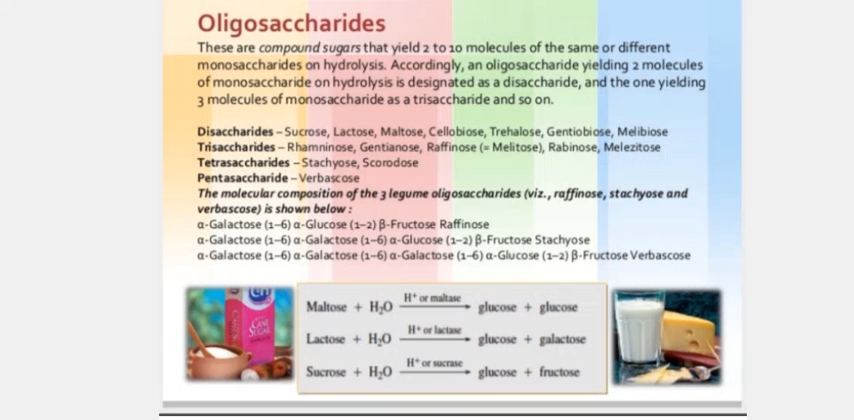 Oligosaccharides
These are compound sugars that yield 2 to 10 molecules of the same or different
monosaccharides on hydrolysis. Accordingly, an oligosaccharide yielding 2 molecules
of monosaccharide on hydrolysis is designated as a disaccharide, and the one yielding
3 molecules of monosaccharide as a trisaccharide and so on.
Disaccharides – Sucrose, Lactose, Maltose, Cellobiose, Trehalose, Gentiobiose, Melibiose
Trisaccharides – Rhamninose, Gentianose, Raffinose (= Melitose), Rabinose, Melezitose
Tetrasaccharides – Stachyose, Scorodose
Pentasaccharide – Verbascose
The molecular composition of the 3 legume oligosaccharides (viz., raffinose, stachyose and
verbascose) is shown below :
α-Galactose (1–6) α-Glucose (1–2) β-Fructose Raffinose
α-Galactose (1–6) α-Galactose (1–6) α-Glucose (1–2) β-Fructose Stachyose
α-Galactose (1–6) α-Galactose (1–6) α-Galactose (1–6) α-Glucose (1–2) β-Fructose Verbascose
Maltose + H₂O H⁺ or maltase → glucose + glucose
Lactose + H₂O H⁺ or lactase → glucose + galactose
Sucrose + H₂O H⁺ or sucrase → glucose + fructose
CANE
SUGAR